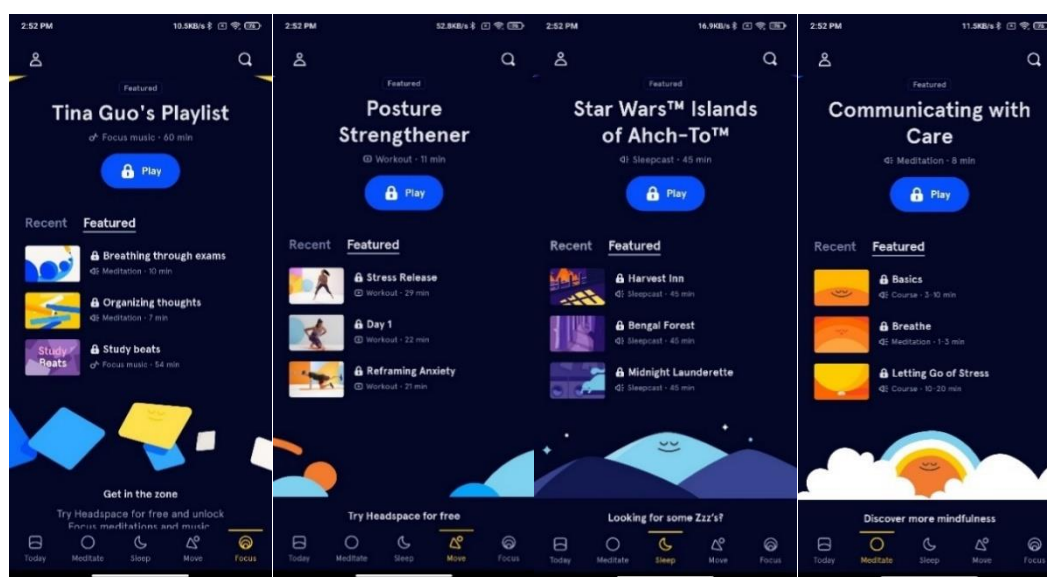 2:52 PM 10.5KB/s
Featured
Tina Guo's Playlist
Focus music · 60 min
Play
Recent Featured
Breathing through exams
Meditation · 10 min
Organizing thoughts
Meditation · 7 min
Study Beats
Study beats
Focus music · 54 min
Get in the zone
Try Headspace for free and unlock
Focus meditations and music
Today Meditate Sleep Move Focus
2:52 PM 52.8KB/s
Featured
Posture
Strengthener
Workout · 11 min
Play
Recent Featured
Stress Release
Workout · 29 min
Day 1
Workout · 22 min
Reframing Anxiety
Workout · 21 min
Try Headspace for free
Today Meditate Sleep Move Focus
2:52 PM 16.9KB/s
Featured
Star Wars™ Islands
of Ahch-To™
Sleepcast · 45 min
Play
Recent Featured
Harvest Inn
Sleepcast · 45 min
Bengal Forest
Sleepcast · 45 min
Midnight Launderette
Sleepcast · 45 min
Looking for some Zzz's?
Today Meditate Sleep Move Focus
2:52 PM 11.5KB/s
Featured
Communicating with
Care
Meditation · 8 min
Play
Recent Featured
Basics
Course · 3-10 min
Breathe
Meditation · 1-3 min
Letting Go of Stress
Course · 10-20 min
Discover more mindfulness
Today Meditate Sleep Move Focus